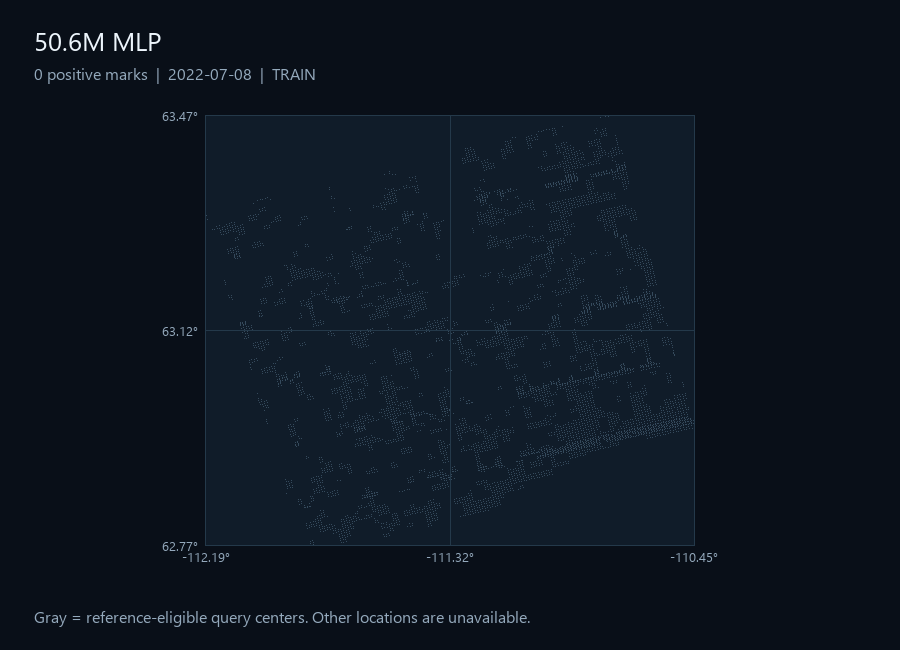 50.6M MLP
0 positive marks | 2022-07-08 | TRAIN
63.47°
63.12°
62.77°
-112.19° -111.32° -110.45°
Gray = reference-eligible query centers. Other locations are unavailable.